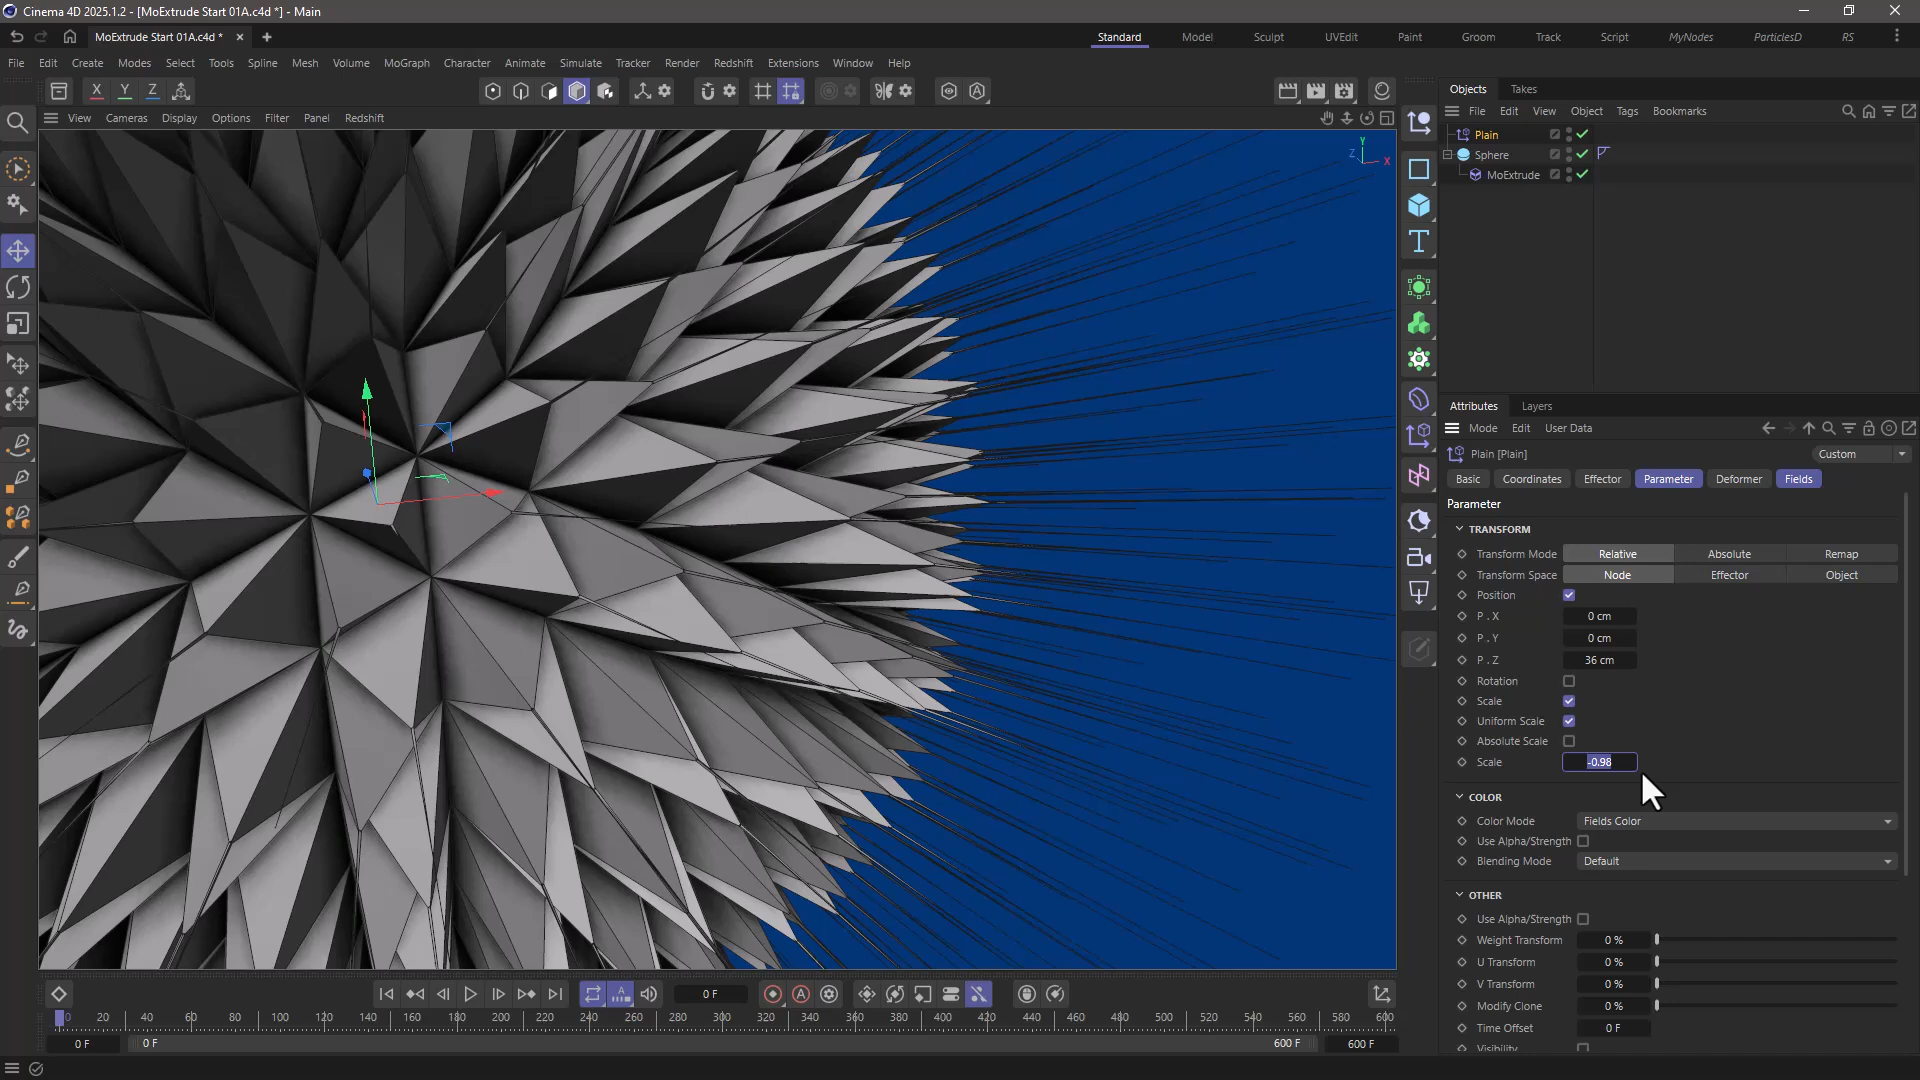 Cinema 4D 2025.1.2 - [MoExtrude Start 01A.c4d *] - Main
MoExtrude Start 01A.c4d *
Standard Model Sculpt UVEdit Paint Groom Track Script MyNodes ParticlesD RS
File Edit Create Modes Select Tools Spline Mesh Volume MoGraph Character Animate Simulate Tracker Render Redshift Extensions Window Help
X Y Z
Objects Takes
View Cameras Display Options Filter Panel Redshift
File Edit View Object Tags Bookmarks
Plain
Sphere
MoExtrude
Y
Z X
Attributes Layers
Mode Edit User Data
Plain [Plain]
Custom
Basic Coordinates Effector Parameter Deformer Fields
Parameter
TRANSFORM
Transform Mode Relative Absolute Remap
Transform Space Node Effector Object
Position
P . X 0 cm
P . Y 0 cm
P . Z 36 cm
Rotation
Scale
Uniform Scale
Absolute Scale
Scale -0.98
COLOR
Color Mode Fields Color
Use Alpha/Strength
Blending Mode Default
OTHER
Use Alpha/Strength
Weight Transform 0 %
U Transform 0 %
V Transform 0 %
Modify Clone 0 %
Time Offset 0 F
Visibility
0 F
0 20 40 60 80 100 120 140 160 180 200 220 240 260 280 300 320 340 360 380 400 420 440 460 480 500 520 540 560 580 600
0 F 0 F 600 F 600 F